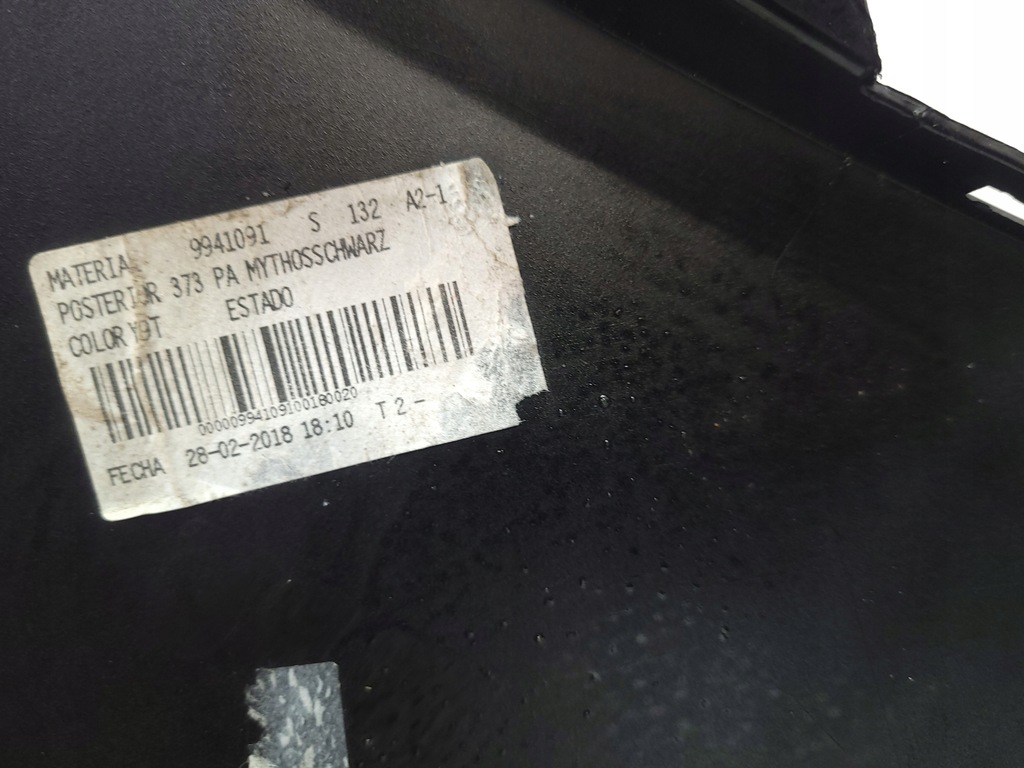 MATERIA 9941091 S 132 A2-1
POSTERIOR 373 PA MYTHOSSCHWARZ
COLOR Y9T ESTADO
00000994109100180020
FECHA 28-02-2018 18:10 T 2 -